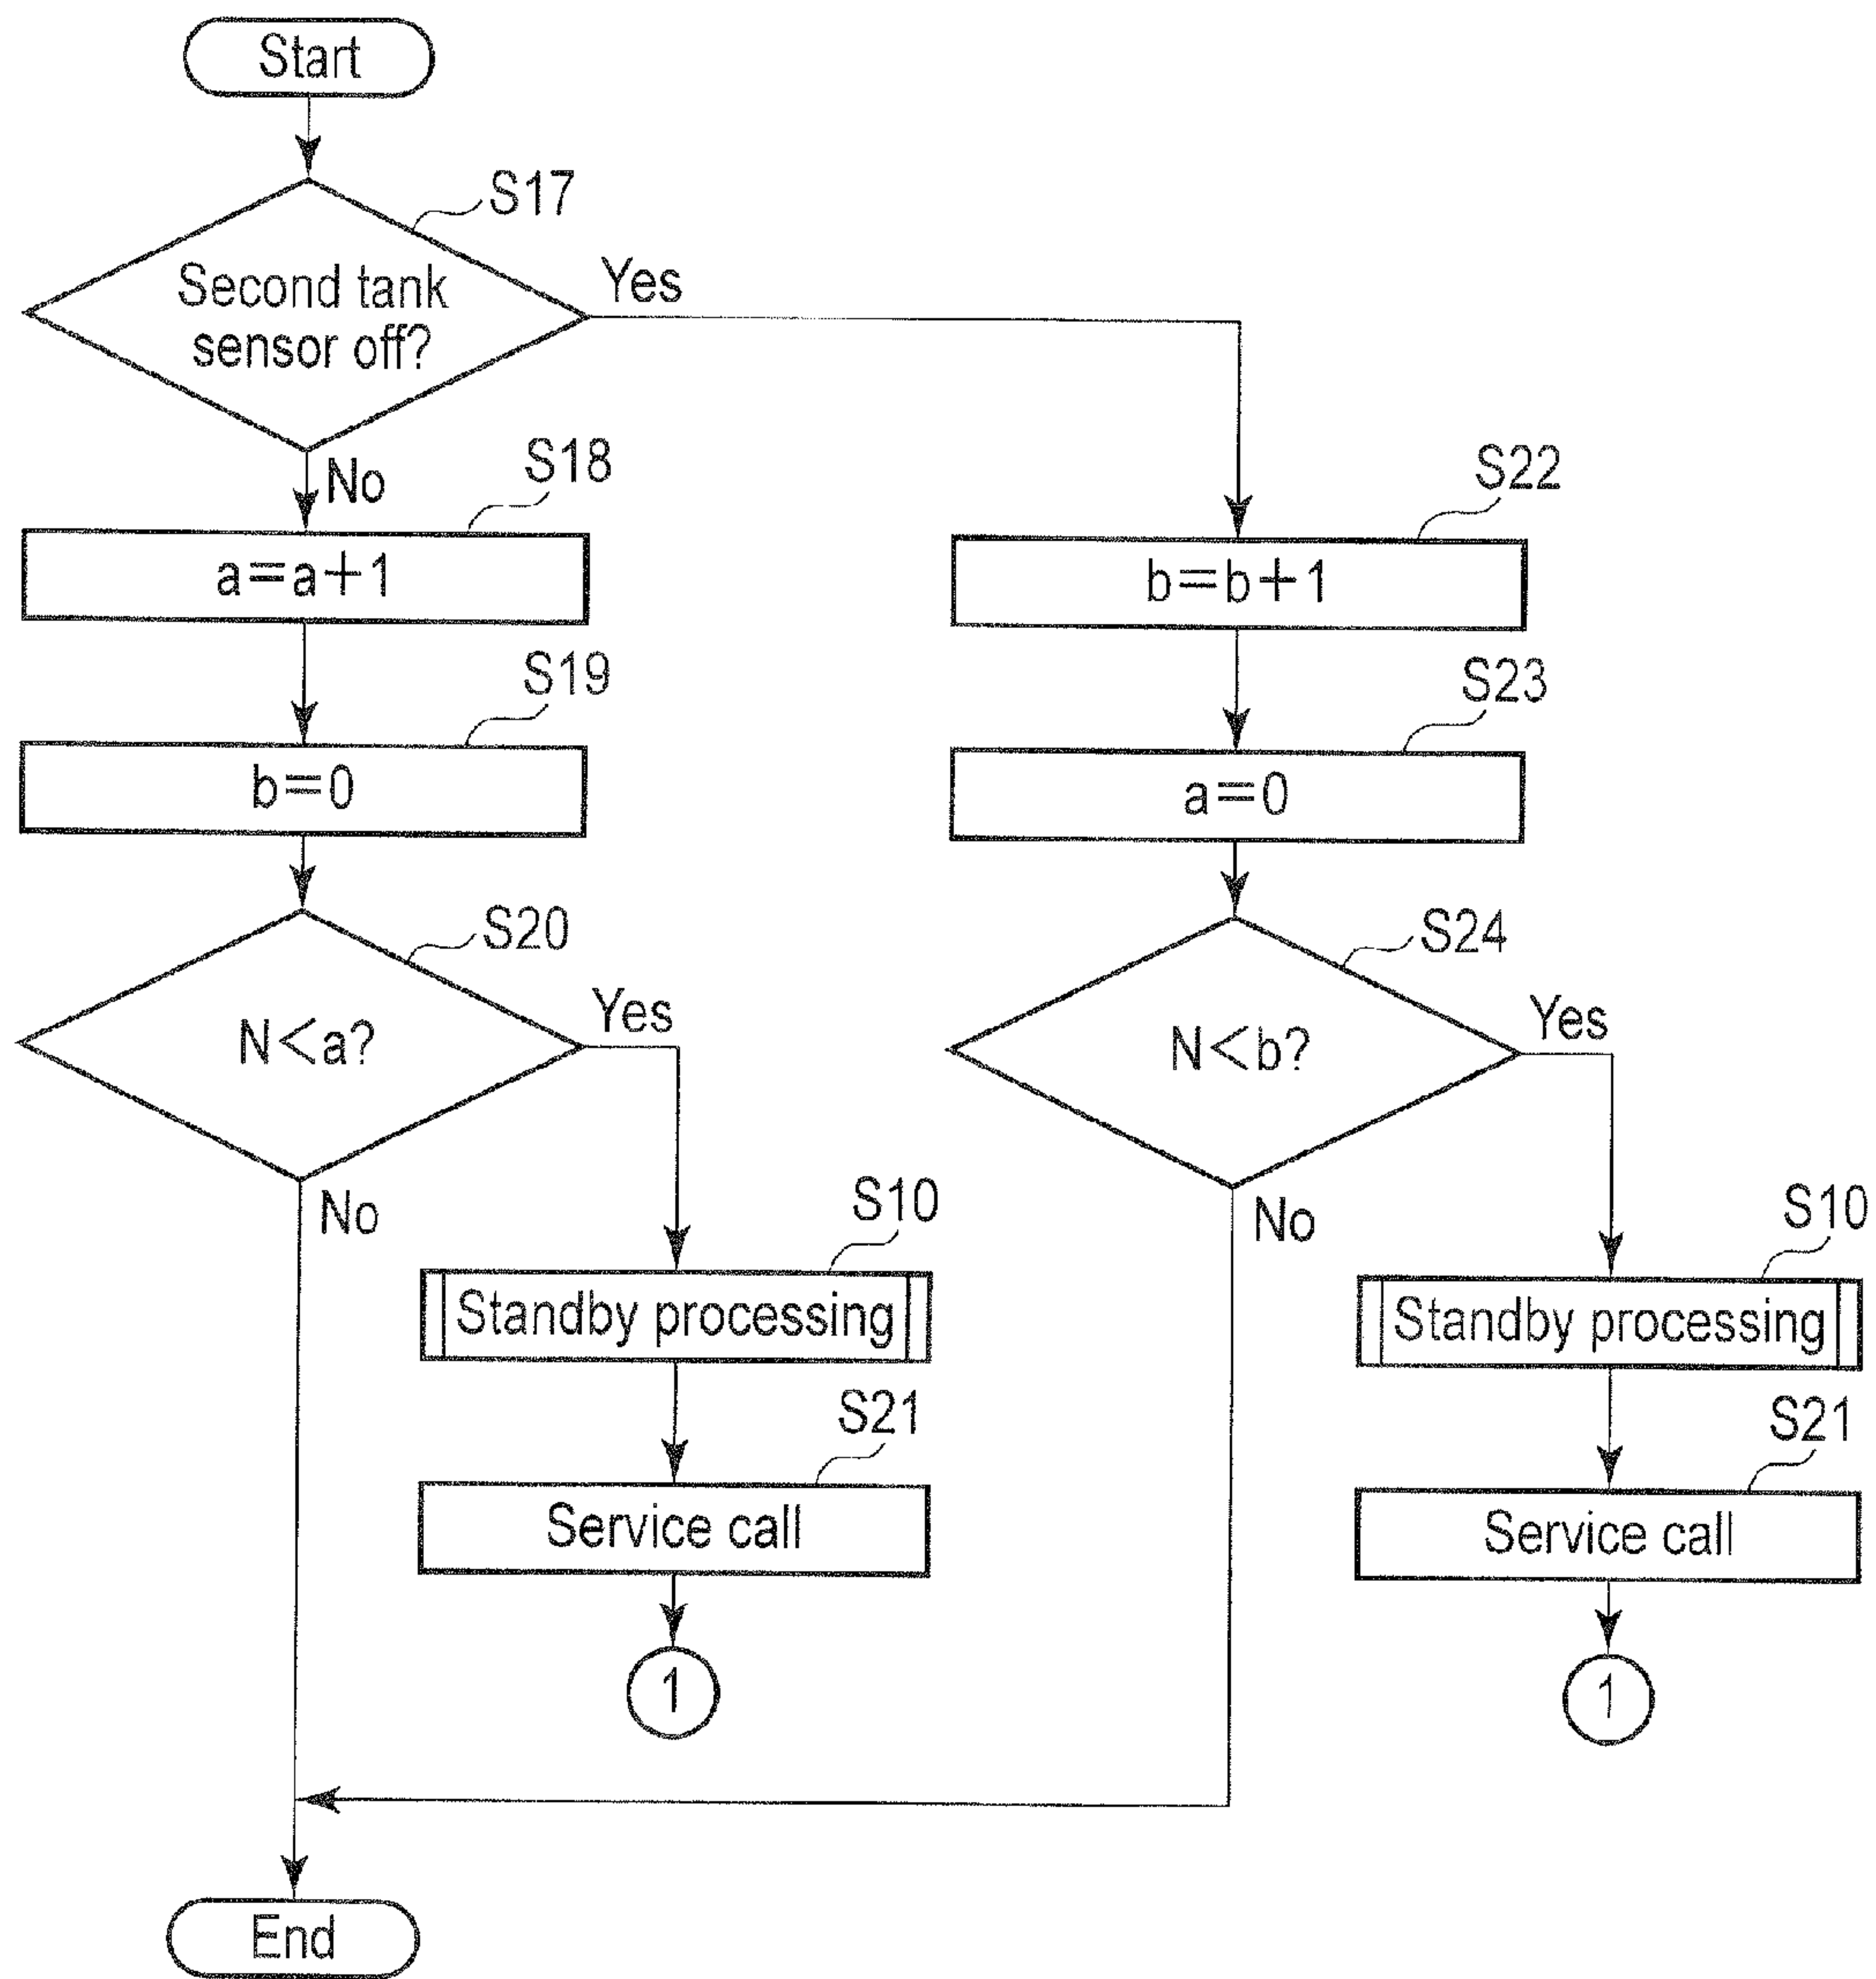 Start
S17
Second tank
sensor off?
Yes
No
S18
a=a+1
S19
b=0
S20
N<a?
Yes
No
S10
Standby processing
S21
Service call
1
S22
b=b+1
S23
a=0
S24
N<b?
Yes
No
S10
Standby processing
S21
Service call
1
End